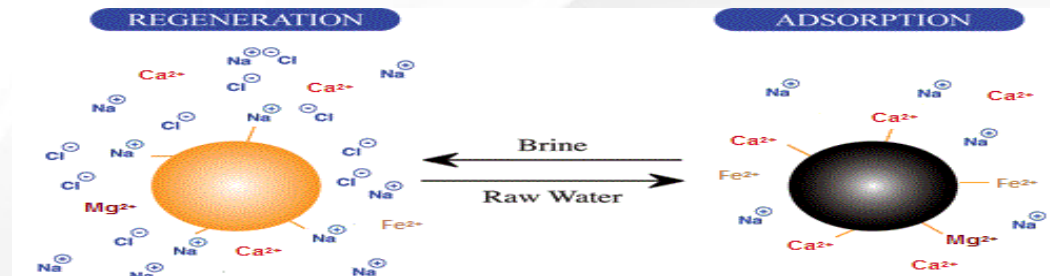 REGENERATION
ADSORPTION
Na⊕ ⊖Cl
Ca²⁺
Na⊕
Cl⊖
Ca²⁺
Na⊕
Na⊕
⊖Cl
Cl⊖
Cl⊖
Na⊕
Cl⊖
Cl⊖
Cl⊖
Na⊕
Mg²⁺
Fe²⁺
Cl⊖
Na⊕
Na⊕
Ca²⁺
Na⊕
Na⊕
Na⊕
Brine
Raw Water
Na⊕
Na⊕
Ca²⁺
Ca²⁺
Ca²⁺
Na⊕
Fe²⁺
Fe²⁺
Na⊕
Na⊕
Ca²⁺
Mg²⁺
Ca²⁺